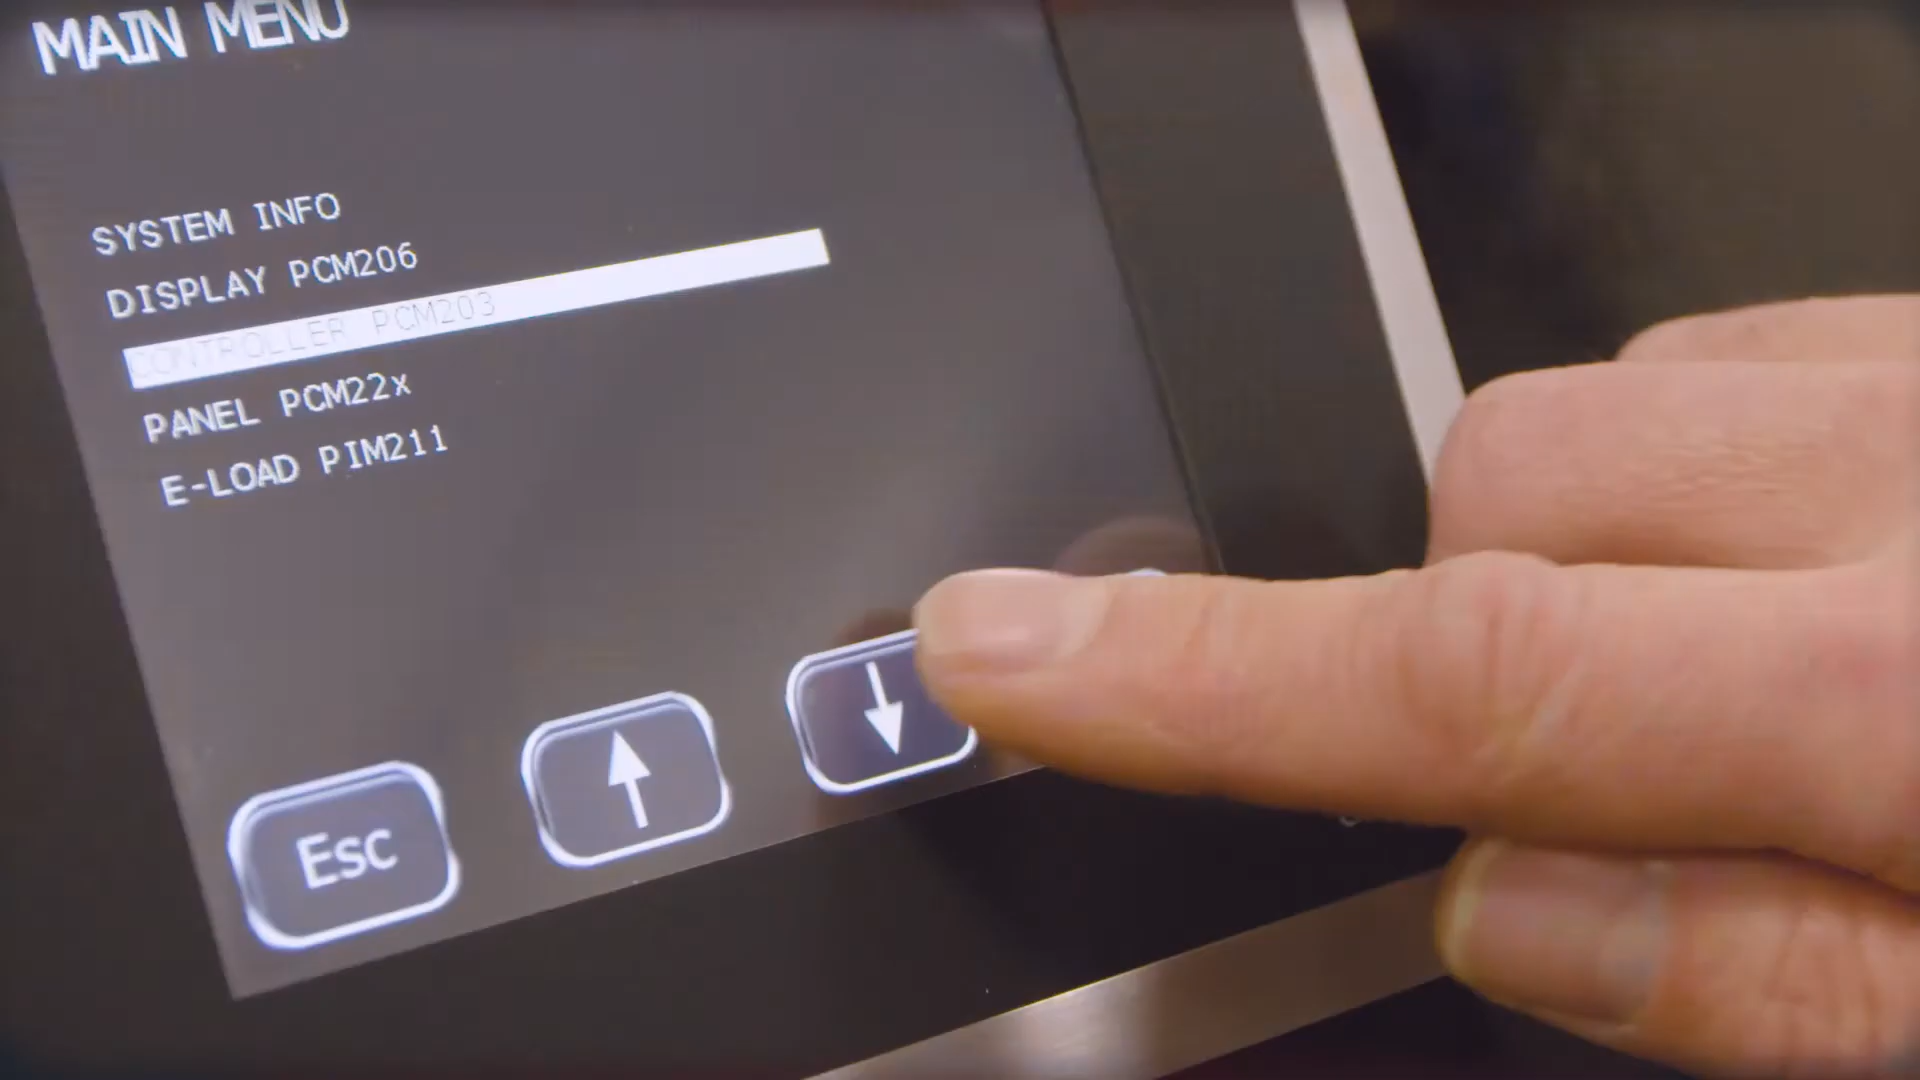 MAIN MENU
SYSTEM INFO
DISPLAY PCM206
CONTROLLER PCM203
PANEL PCM22x
E-LOAD PIM211
Esc